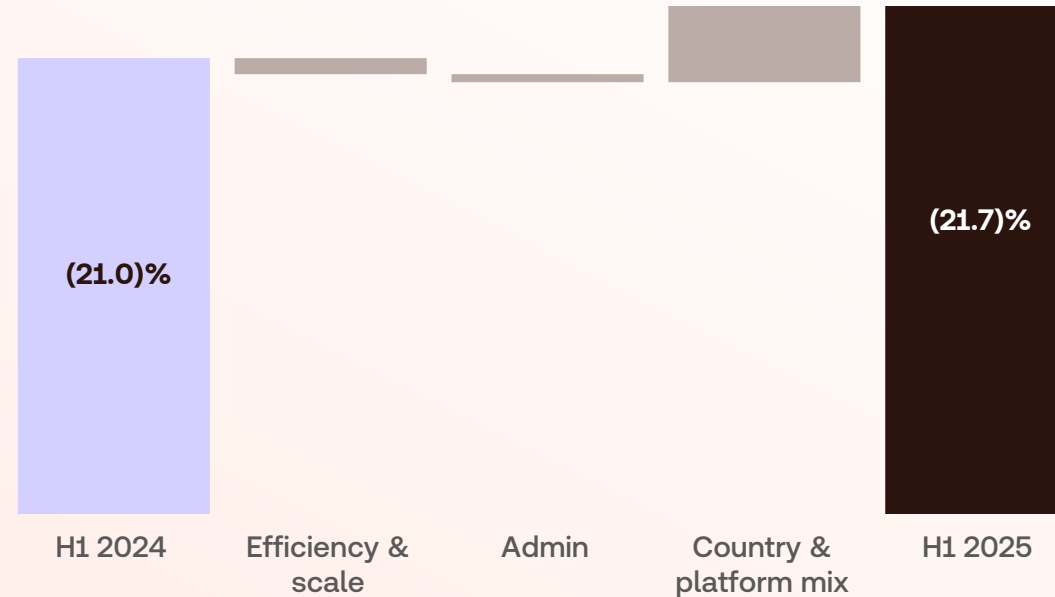 (21.0)%
(21.7)%
H1 2024
Efficiency &
scale
Admin
Country &
platform mix
H1 2025